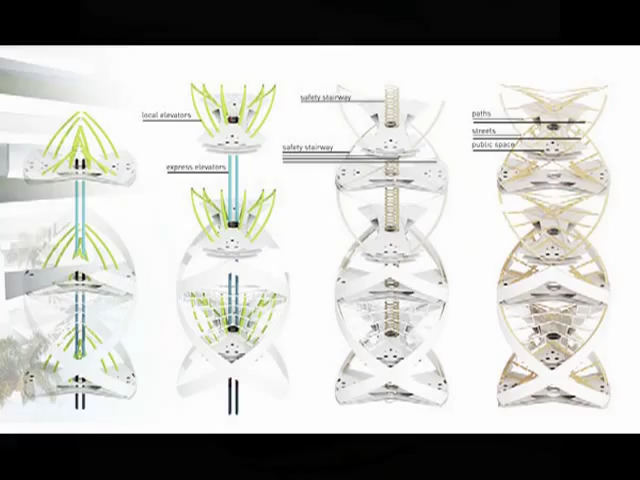 local elevators
express elevators
safety stairway
safety stairway
paths
streets
public space